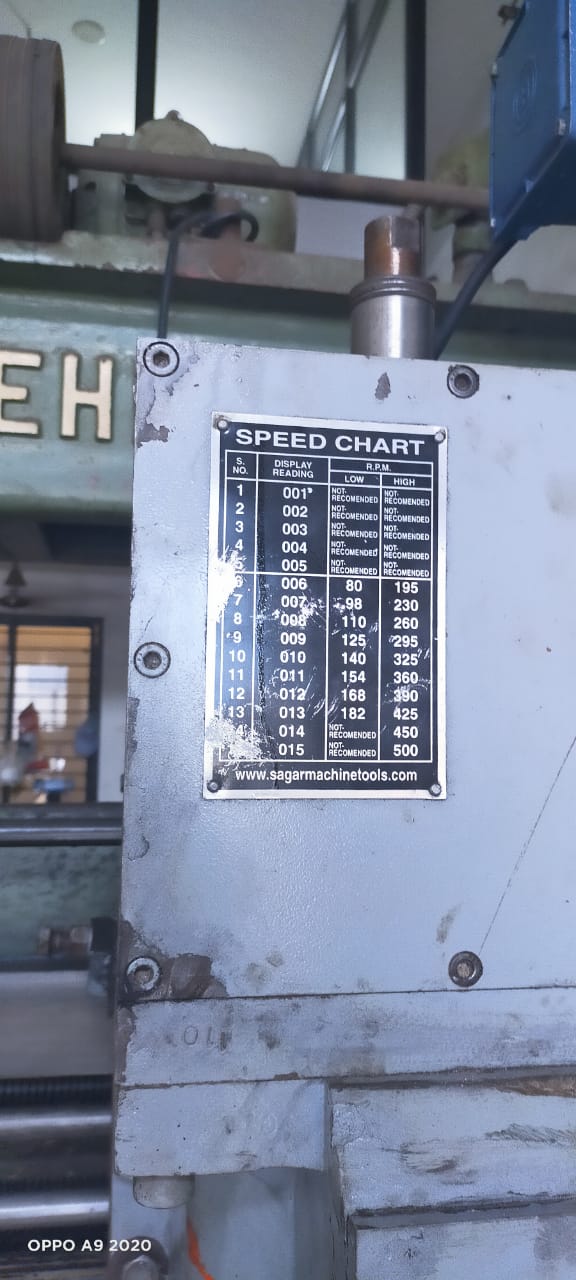 EH
SPEED CHART
S. NO. DISPLAY READING R.P.M.
LOW HIGH
1 001 NOT-RECOMENDED NOT-RECOMENDED
2 002 NOT-RECOMENDED NOT-RECOMENDED
3 003 NOT-RECOMENDED NOT-RECOMENDED
4 004 NOT-RECOMENDED NOT-RECOMENDED
5 005 NOT-RECOMENDED NOT-RECOMENDED
6 006 80 195
7 007 98 230
8 008 110 260
9 009 125 295
10 010 140 325
11 011 154 360
12 012 168 390
13 013 182 425
014 NOT-RECOMENDED 450
015 NOT-RECOMENDED 500
www.sagarmachinetools.com
OPPO A9 2020